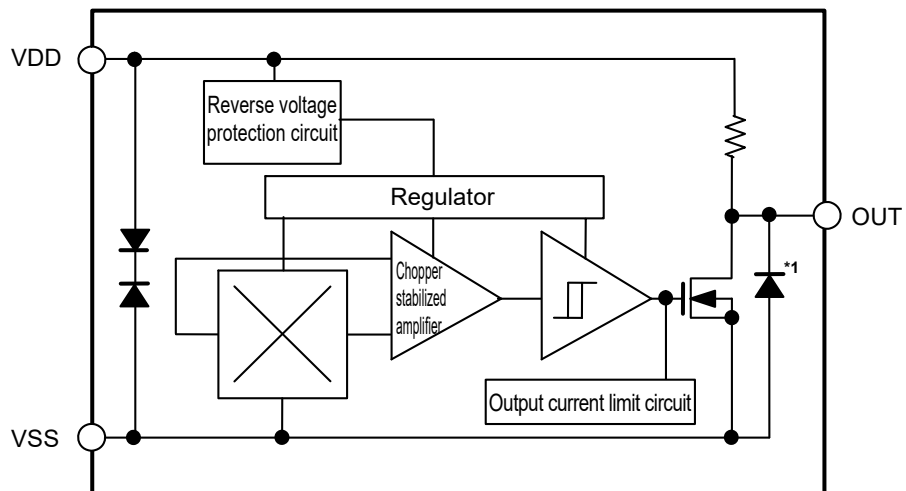 VDD
Reverse voltage
protection circuit
Regulator
OUT
*1
Chopper
stabilized
amplifier
Output current limit circuit
VSS